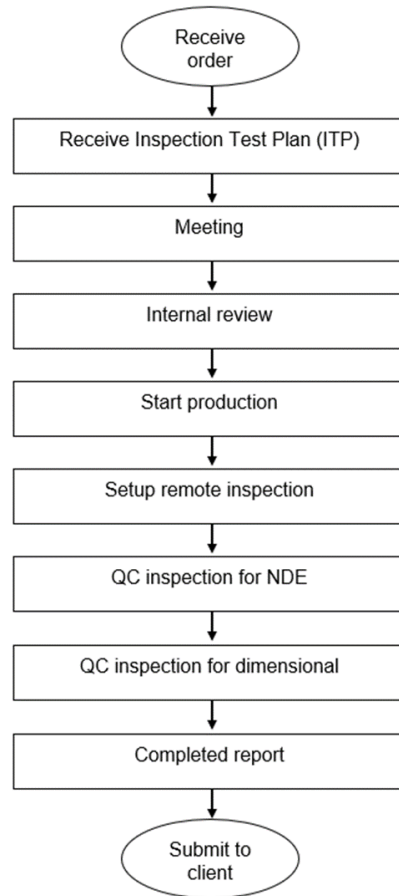 Receive
order
Receive Inspection Test Plan (ITP)
Meeting
Internal review
Start production
Setup remote inspection
QC inspection for NDE
QC inspection for dimensional
Completed report
Submit to
client